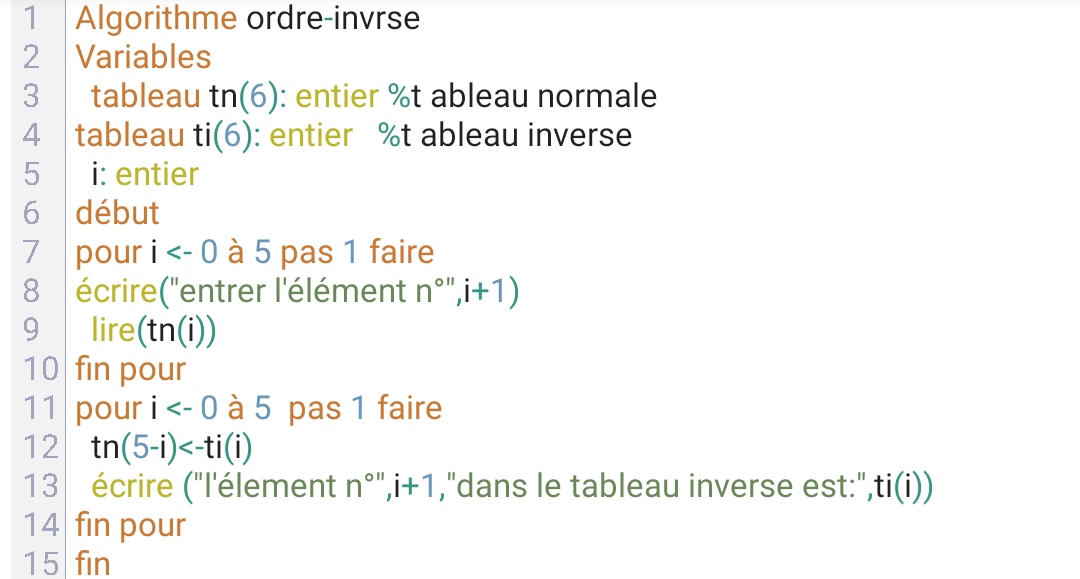 1 Algorithme ordre-invrse
2 Variables
3 tableau tn(6): entier %t ableau normale
4 tableau ti(6): entier %t ableau inverse
5 i: entier
6 début
7 pour i <- 0 à 5 pas 1 faire
8 écrire("entrer l'élément n°",i+1)
9 lire(tn(i))
10 fin pour
11 pour i <- 0 à 5 pas 1 faire
12 tn(5-i)<-ti(i)
13 écrire ("l'élement n°",i+1,"dans le tableau inverse est:",ti(i))
14 fin pour
15 fin